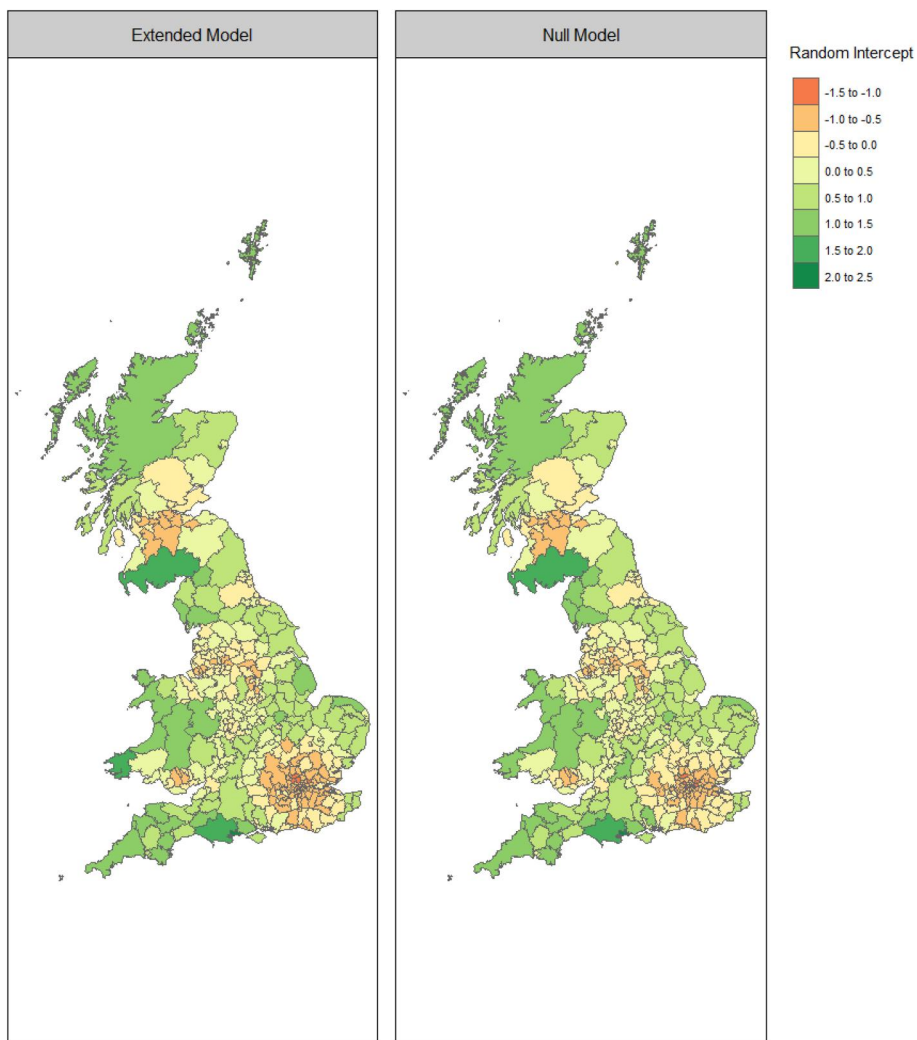 Extended Model
Null Model
Random Intercept
-1.5 to -1.0
-1.0 to -0.5
-0.5 to 0.0
0.0 to 0.5
0.5 to 1.0
1.0 to 1.5
1.5 to 2.0
2.0 to 2.5